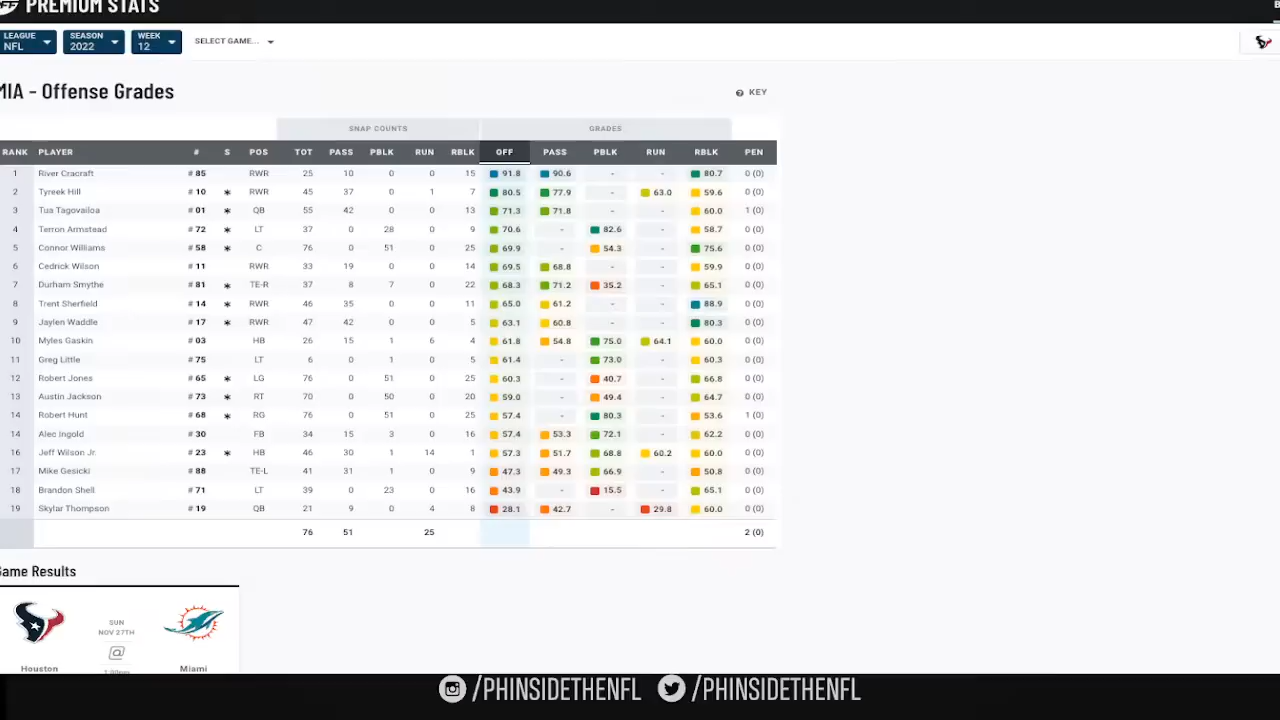 PREMIUM STATS
LEAGUE NFL SEASON 2022 WEEK 12 SELECT GAME...
MIA - Offense Grades
KEY
SNAP COUNTS GRADES
RANK PLAYER # S POS TOT PASS PBLK RUN RBLK OFF PASS PBLK RUN RBLK PEN
1 River Cracraft # 85 RWR 25 10 0 0 15 91.8 90.6 - - 80.7 0 (0)
2 Tyreek Hill # 10 * RWR 45 37 0 1 7 80.5 77.9 - 63.0 59.6 0 (0)
3 Tua Tagovailoa # 01 * QB 55 42 0 0 13 71.3 71.8 - - 60.0 1 (0)
4 Terron Armstead # 72 * LT 37 0 28 0 9 70.6 - 82.6 - 58.7 0 (0)
5 Connor Williams # 58 * C 76 0 51 0 25 69.9 - 54.3 - 75.6 0 (0)
6 Cedrick Wilson # 11 RWR 33 19 0 0 14 69.5 68.8 - - 59.9 0 (0)
7 Durham Smythe # 81 * TE-R 37 8 7 0 22 68.3 71.2 35.2 - 65.1 0 (0)
8 Trent Sherfield # 14 * RWR 46 35 0 0 11 65.0 61.2 - - 88.9 0 (0)
9 Jaylen Waddle # 17 * RWR 47 42 0 0 5 63.1 60.8 - - 80.3 0 (0)
10 Myles Gaskin # 03 HB 26 15 1 6 4 61.8 54.8 75.0 64.1 60.0 0 (0)
11 Greg Little # 75 LT 6 0 1 0 5 61.4 - 73.0 - 60.3 0 (0)
12 Robert Jones # 65 * LG 76 0 51 0 25 60.3 - 40.7 - 66.8 0 (0)
13 Austin Jackson # 73 * RT 70 0 50 0 20 59.0 - 49.4 - 64.7 0 (0)
14 Robert Hunt # 68 * RG 76 0 51 0 25 57.4 - 80.3 - 53.6 1 (0)
14 Alec Ingold # 30 FB 34 15 3 0 16 57.4 53.3 72.1 - 62.2 0 (0)
16 Jeff Wilson Jr. # 23 * HB 46 30 1 14 1 57.3 51.7 68.8 60.2 60.0 0 (0)
17 Mike Gesicki # 88 TE-L 41 31 1 0 9 47.3 49.3 66.9 - 50.8 0 (0)
18 Brandon Shell # 71 LT 39 0 23 0 16 43.9 - 15.5 - 65.1 0 (0)
19 Skylar Thompson # 19 QB 21 9 0 4 8 28.1 42.7 - 29.8 60.0 0 (0)
76 51 25 2 (0)
Game Results
SUN
NOV 27TH
@
Houston Miami
1:00pm
/PHINSIDETHENFL /PHINSIDETHENFL